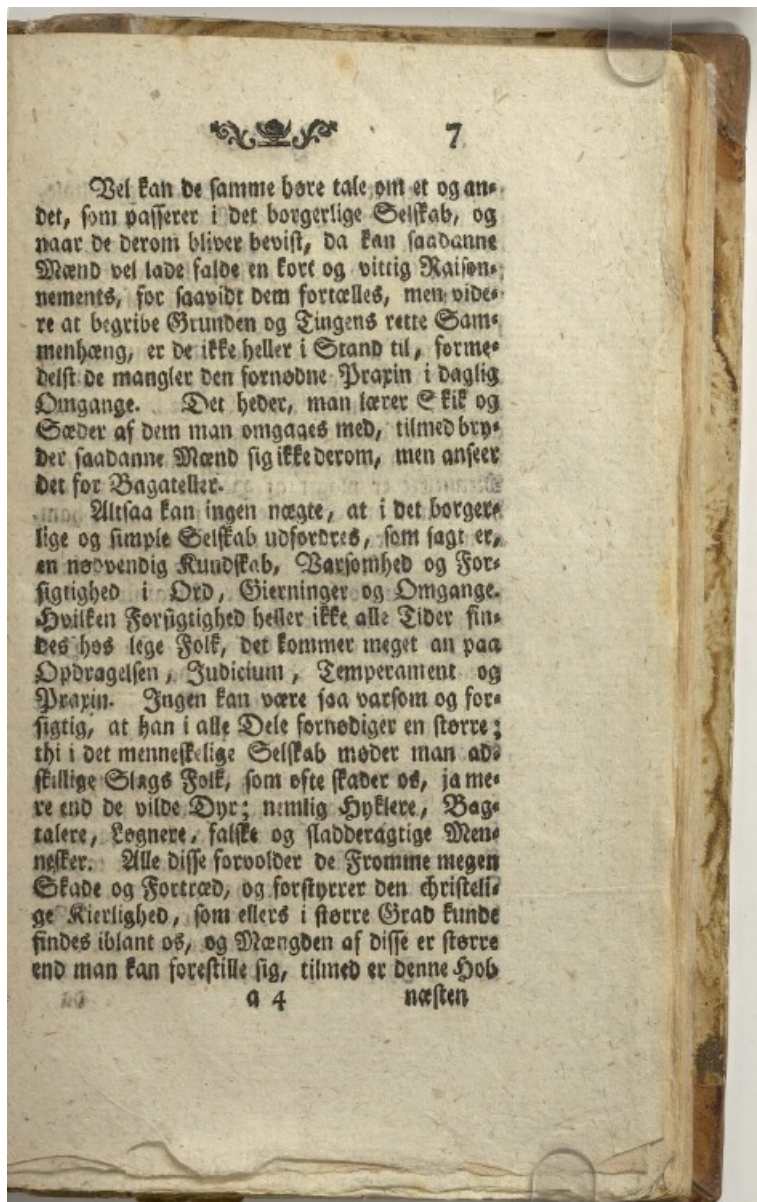 7
Vel kan de samme høre tale om et og an-
det, som passerer i det borgerlige Selskab, og
naar de derom bliver bevist, da kan saadanne
Mænd vel lade falde en kort og vittig Raison-
nements, for saavidt dem fortælles, men vide-
re at begribe Grunden og Tingens rette Sam-
menhæng, er de ikke heller i Stand til, forme-
delst de mangler den fornødne Praxin i daglig
Omgange. Det heder, man lærer Skik og
Sæder af dem man omgaaes med, tilmed bry-
der saadanne Mænd sig ikke derom, men anseer
det for Bagateller.
Altsaa kan ingen nægte, at i det borger-
lige og simple Selskab udfordres, som sagt er,
en nødvendig Kundskab, Varsomhed og For-
sigtighed i Ord, Gierninger og Omgange.
Hvilken Forsigtighed heller ikke alle Tider fin-
des hos lege Folk, det kommer meget an paa
Opdragelsen, Judicium, Temperament og
Praxin. Ingen kan være saa varsom og for-
sigtig, at han i alle Dele fornødiger en større;
thi i det menneskelige Selskab møder man ad-
skillige Slags Folk, som ofte skader os, ja me-
re end de vilde Dyr; nemlig Hyklere, Bag-
talere, Løgnere, falske og sladderagtige Men-
nesker. Alle disse forvolder de Fromme megen
Skade og Fortræd, og forstyrrer den christeli-
ge Kierlighed, som ellers i større Grad kunde
findes iblant os, og Mængden af disse er større
end man kan forestille sig, tilmed er denne Hob
a 4 næsten